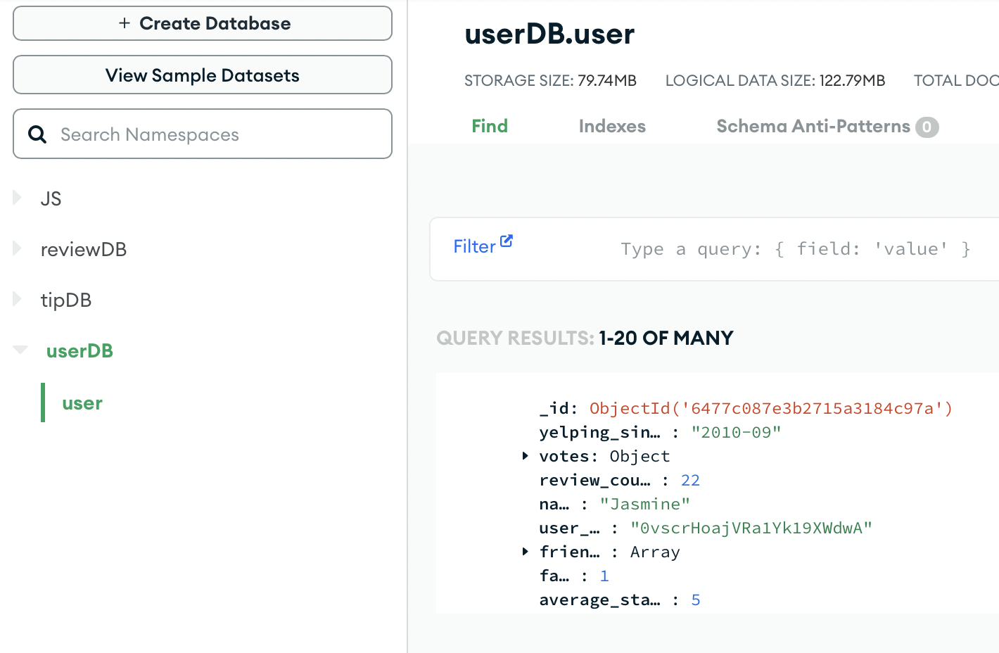 + Create Database
View Sample Datasets
Search Namespaces
JS
reviewDB
tipDB
userDB
user
userDB.user
STORAGE SIZE: 79.74MB LOGICAL DATA SIZE: 122.79MB TOTAL DOC
Find Indexes Schema Anti-Patterns 0
Filter Type a query: { field: 'value' }
QUERY RESULTS: 1-20 OF MANY
_id: ObjectId('6477c087e3b2715a3184c97a')
yelping_sin… : "2010-09"
votes: Object
review_cou… : 22
na… : "Jasmine"
user_… : "0vscrHoajVRa1Yk19XWdwA"
frien… : Array
fa… : 1
average_sta… : 5